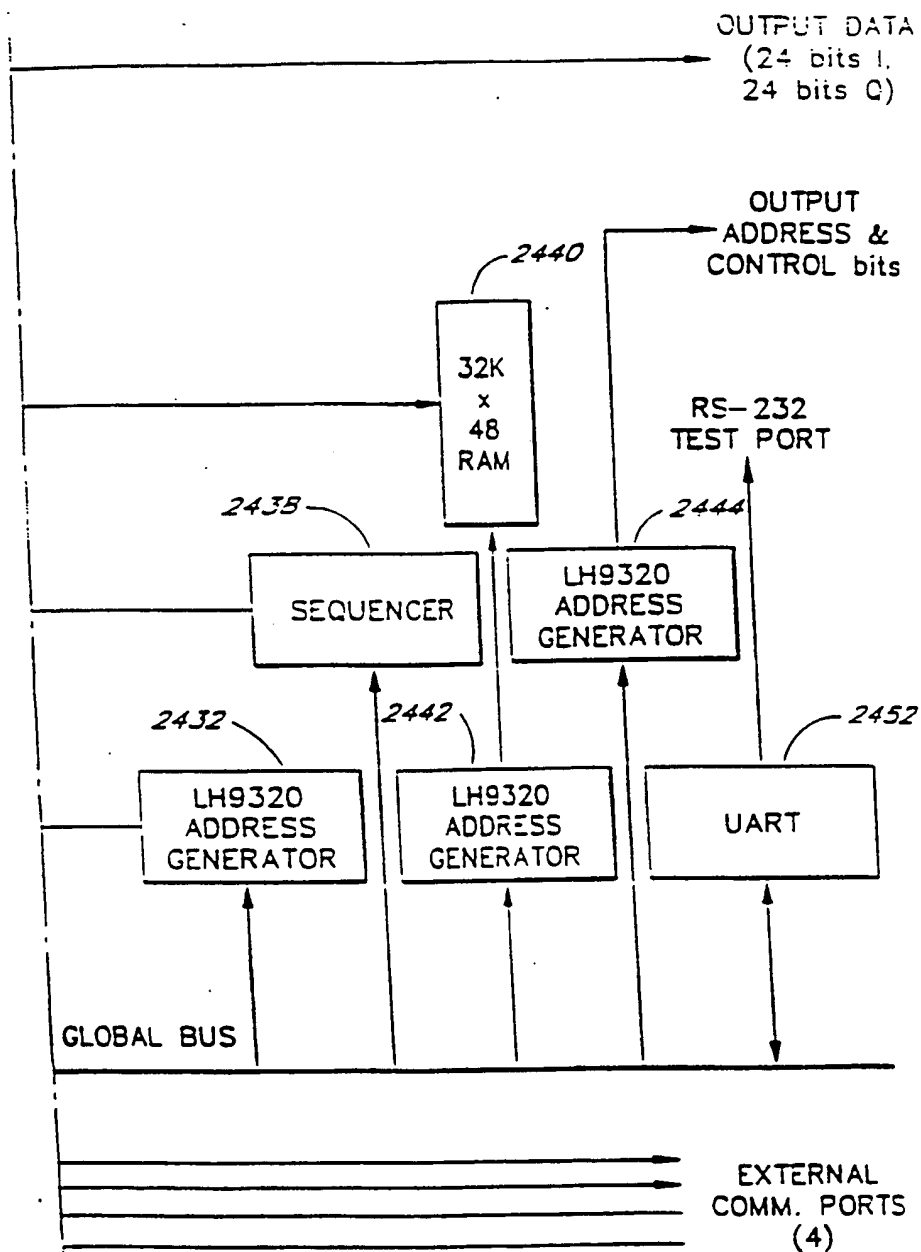 OUTPUT DATA
(24 bits I,
24 bits Q)
OUTPUT
ADDRESS &
CONTROL bits
2440
32K
x
48
RAM
RS-232
TEST PORT
2438
SEQUENCER
2444
LH9320
ADDRESS
GENERATOR
2432
LH9320
ADDRESS
GENERATOR
2442
LH9320
ADDRESS
GENERATOR
2452
UART
GLOBAL BUS
EXTERNAL
COMM. PORTS
(4)